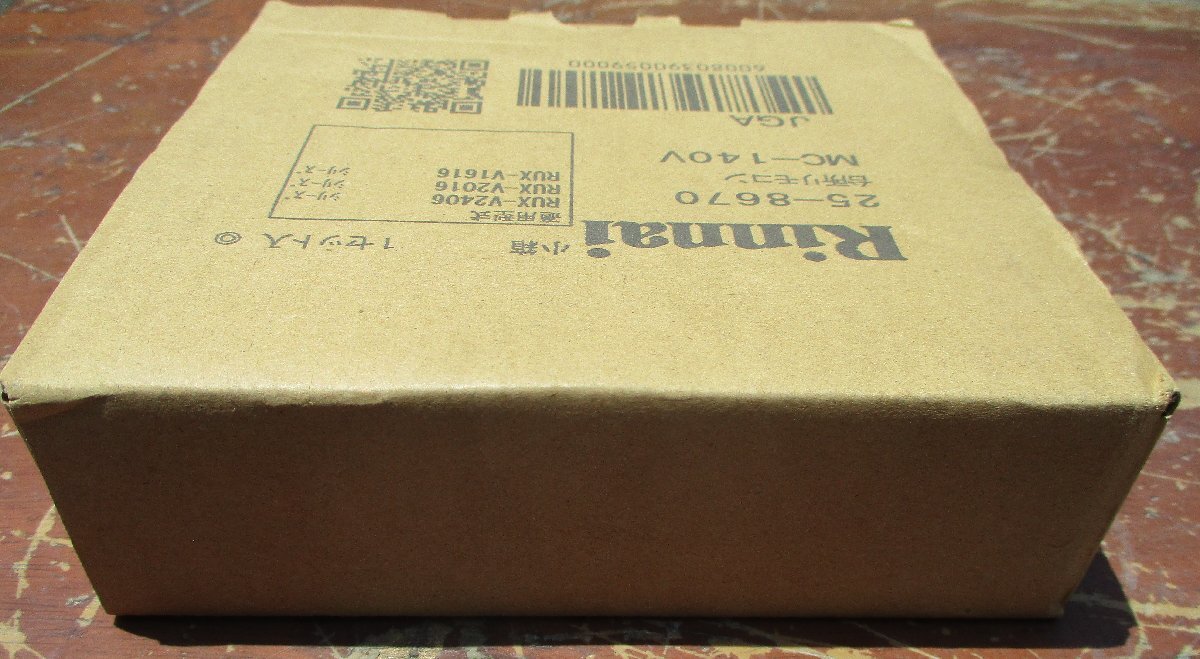 Rinnai 小箱 1セット入 ◎
25-8670
台所リモコン
MC-140V
適用型式
RUX-V2406 シリーズ
RUX-V2016 シリーズ
RUX-V1616 シリーズ
JGA
6008039000